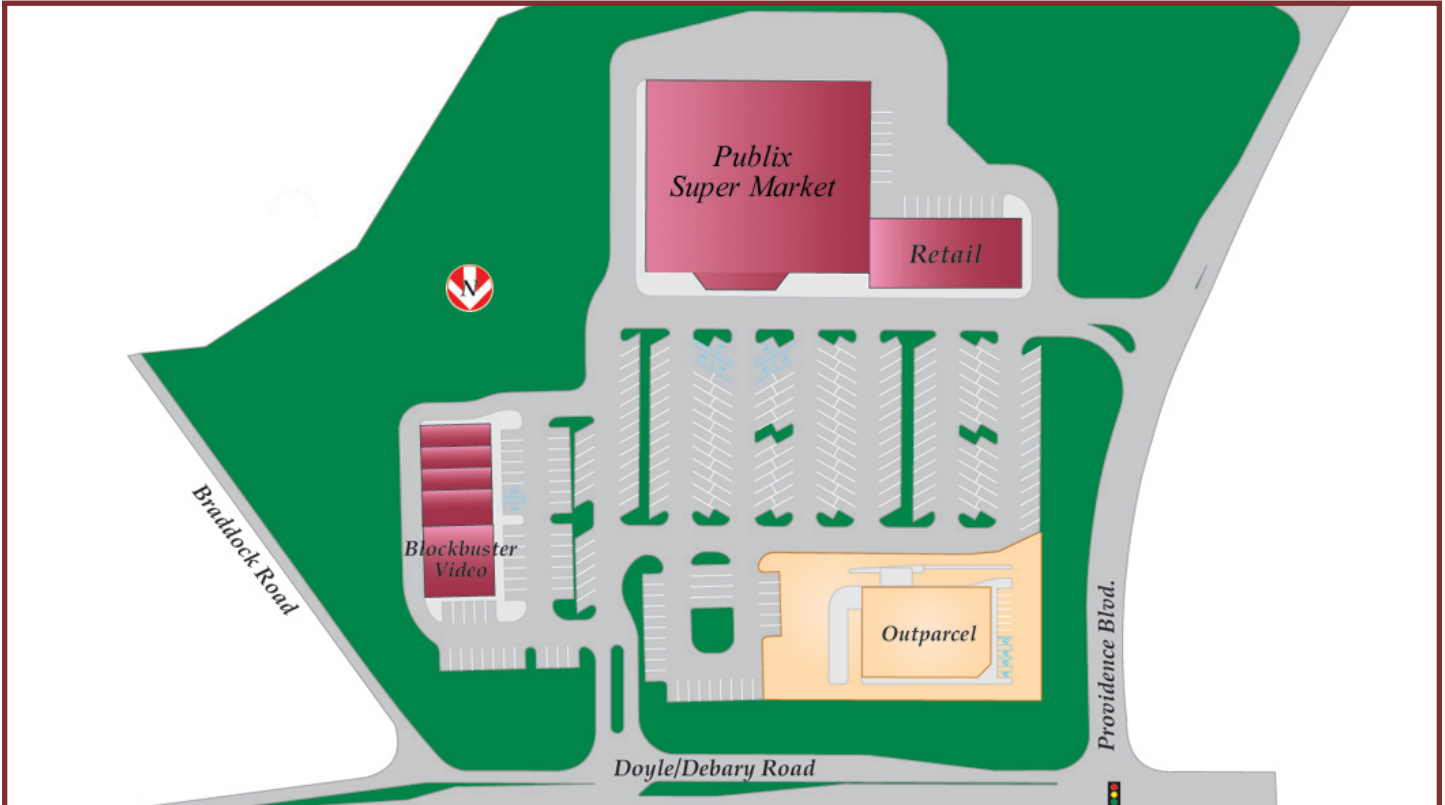 Publix
Super Market
Retail
N
Braddock Road
Blockbuster
Video
Outparcel
Providence Blvd.
Doyle/Debary Road